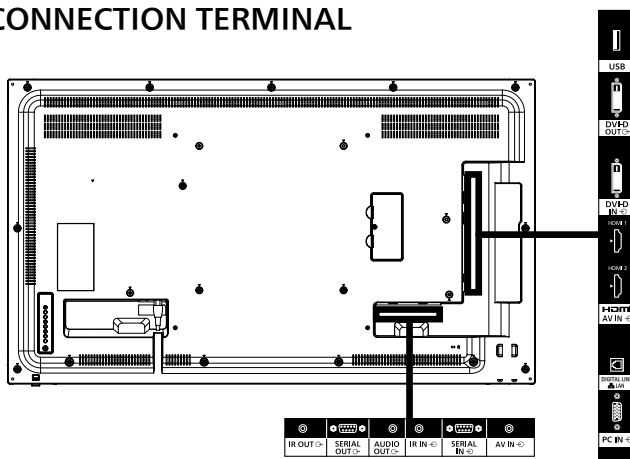 CONNECTION TERMINAL
USB
DVI-D
OUT
DVI-D
IN
HDMI 1
HDMI 2
HDMI
AV IN
DIGITAL LIN
LAN
PC IN
IR OUT
SERIAL
OUT
AUDIO
OUT
IR IN
SERIAL
IN
AV IN